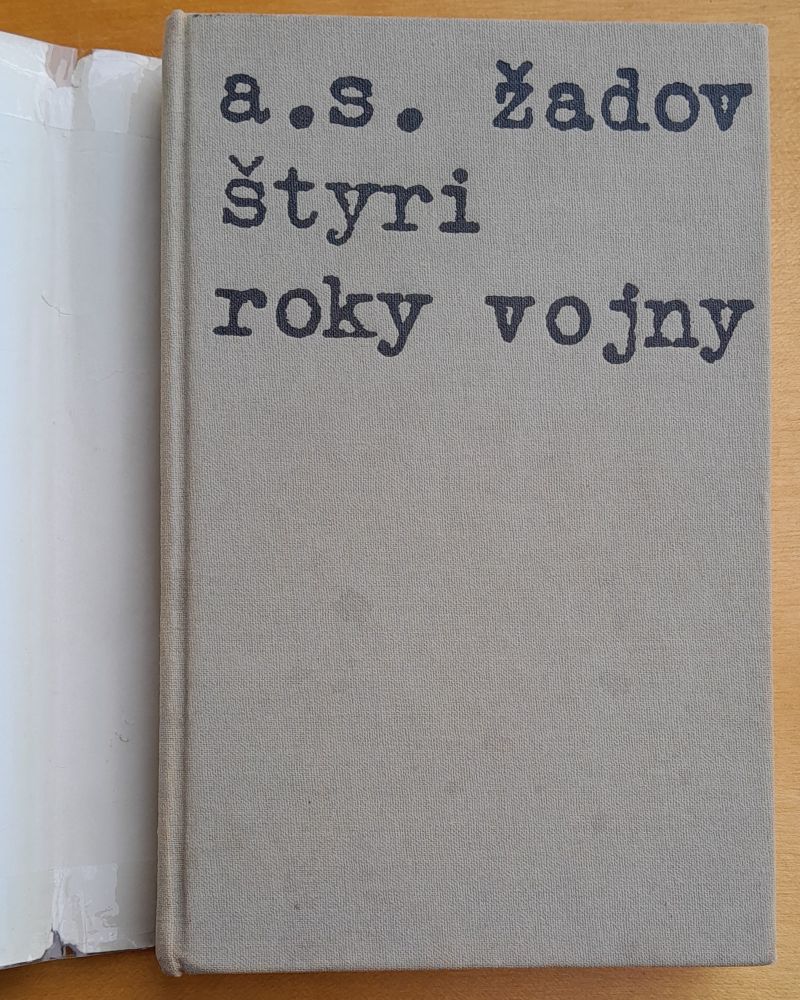 a.s. žadov
štyri
roky vojny